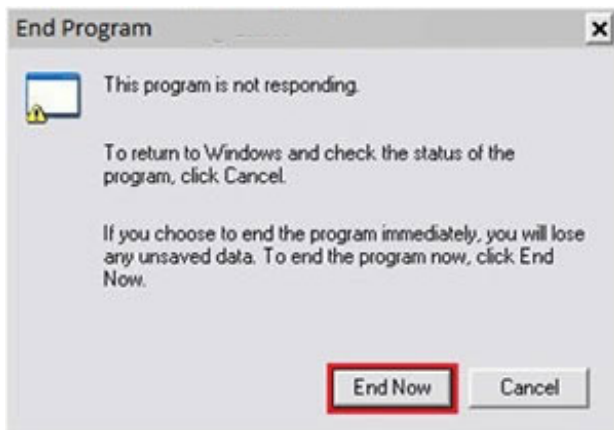 End Program
This program is not responding.
To return to Windows and check the status of the
program, click Cancel.
If you choose to end the program immediately, you will lose
any unsaved data. To end the program now, click End
Now.
End Now Cancel